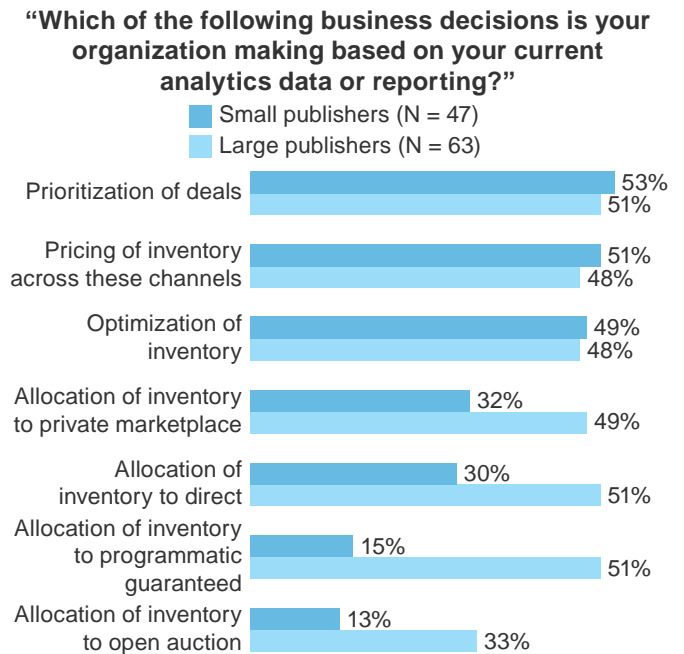 “Which of the following business decisions is your
organization making based on your current
analytics data or reporting?”
Small publishers (N = 47)
Large publishers (N = 63)
Prioritization of deals
53%
51%
Pricing of inventory
across these channels
51%
48%
Optimization of
inventory
49%
48%
Allocation of inventory
to private marketplace
32%
49%
Allocation of
inventory to direct
30%
51%
Allocation of inventory
to programmatic
guaranteed
15%
51%
Allocation of inventory
to open auction
13%
33%